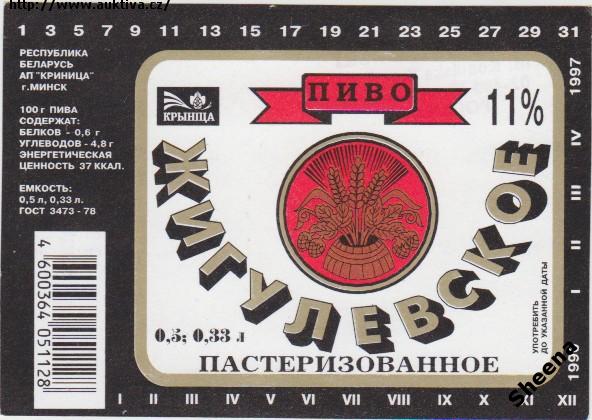 http://www.auktiva.cz/
1 3 5 7 9 11 13 15 17 19 21 23 25 27 29 31
РЕСПУБЛИКА
БЕЛАРУСЬ
АП "КРИНИЦА"
г. МИНСК
100 г ПИВА
СОДЕРЖАТ:
БЕЛКОВ - 0,6 г
УГЛЕВОДОВ - 4,8 г
ЭНЕРГЕТИЧЕСКАЯ
ЦЕННОСТЬ 37 ККАЛ.
ЕМКОСТЬ:
0,5 л, 0,33 л.
ГОСТ 3473 - 78
4 600364 051128
КРЫНІЦА
ПИВО
11%
ЖИГУЛЕВСКОЕ
0,5; 0,33 л
ПАСТЕРИЗОВАННОЕ
УПОТРЕБИТЬ
ДО УКАЗАННОЙ ДАТЫ
I II III IV 1997
I II III IV V VI VII VIII IX X XI XII
Sheena